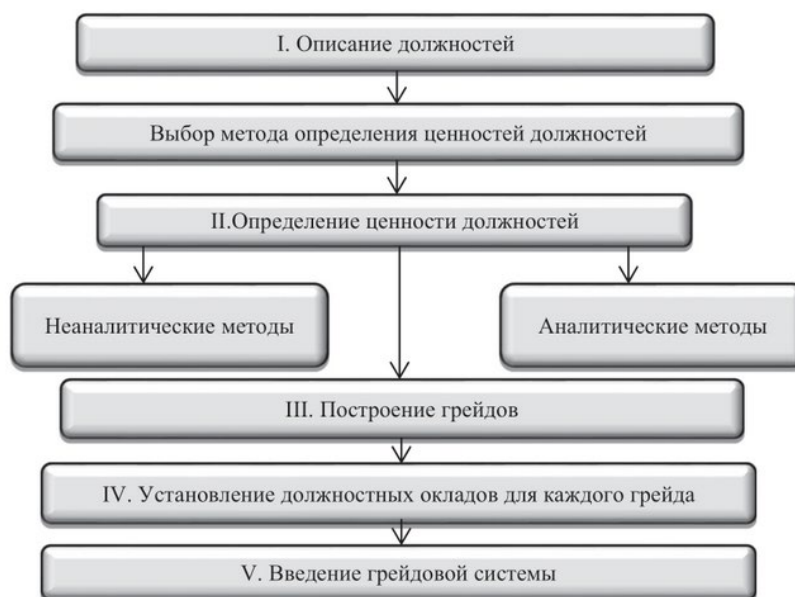 I. Описание должностей
Выбор метода определения ценностей должностей
II.Определение ценности должностей
Неаналитические методы
Аналитические методы
III. Построение грейдов
IV. Установление должностных окладов для каждого грейда
V. Введение грейдовой системы